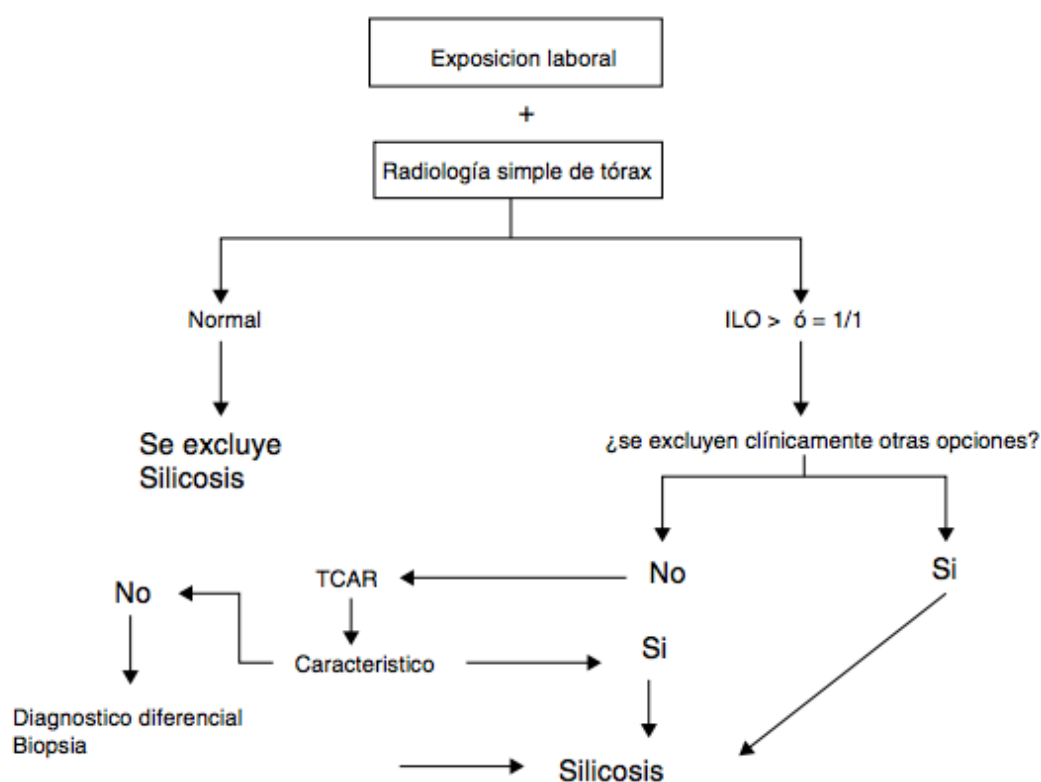 Exposicion laboral
+
Radiología simple de tórax
Normal
ILO > ó = 1/1
Se excluye
Silicosis
¿se excluyen clínicamente otras opciones?
No
TCAR
No
Si
Caracteristico
Si
Diagnostico diferencial
Biopsia
Silicosis